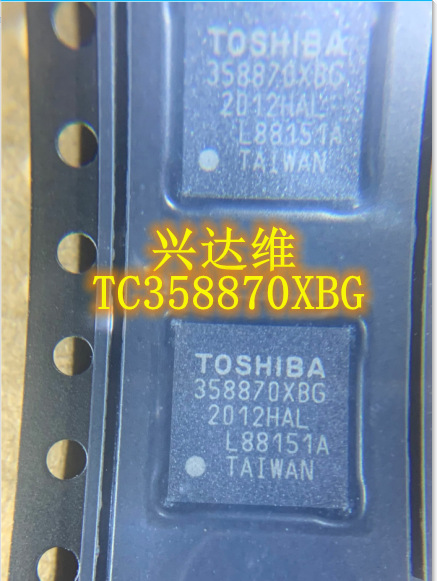 TOSHIBA
358870XBG
2012HAL
L88151A
TAIWAN
兴达维
TC358870XBG
TOSHIBA
358870XBG
2012HAL
L88151A
TAIWAN